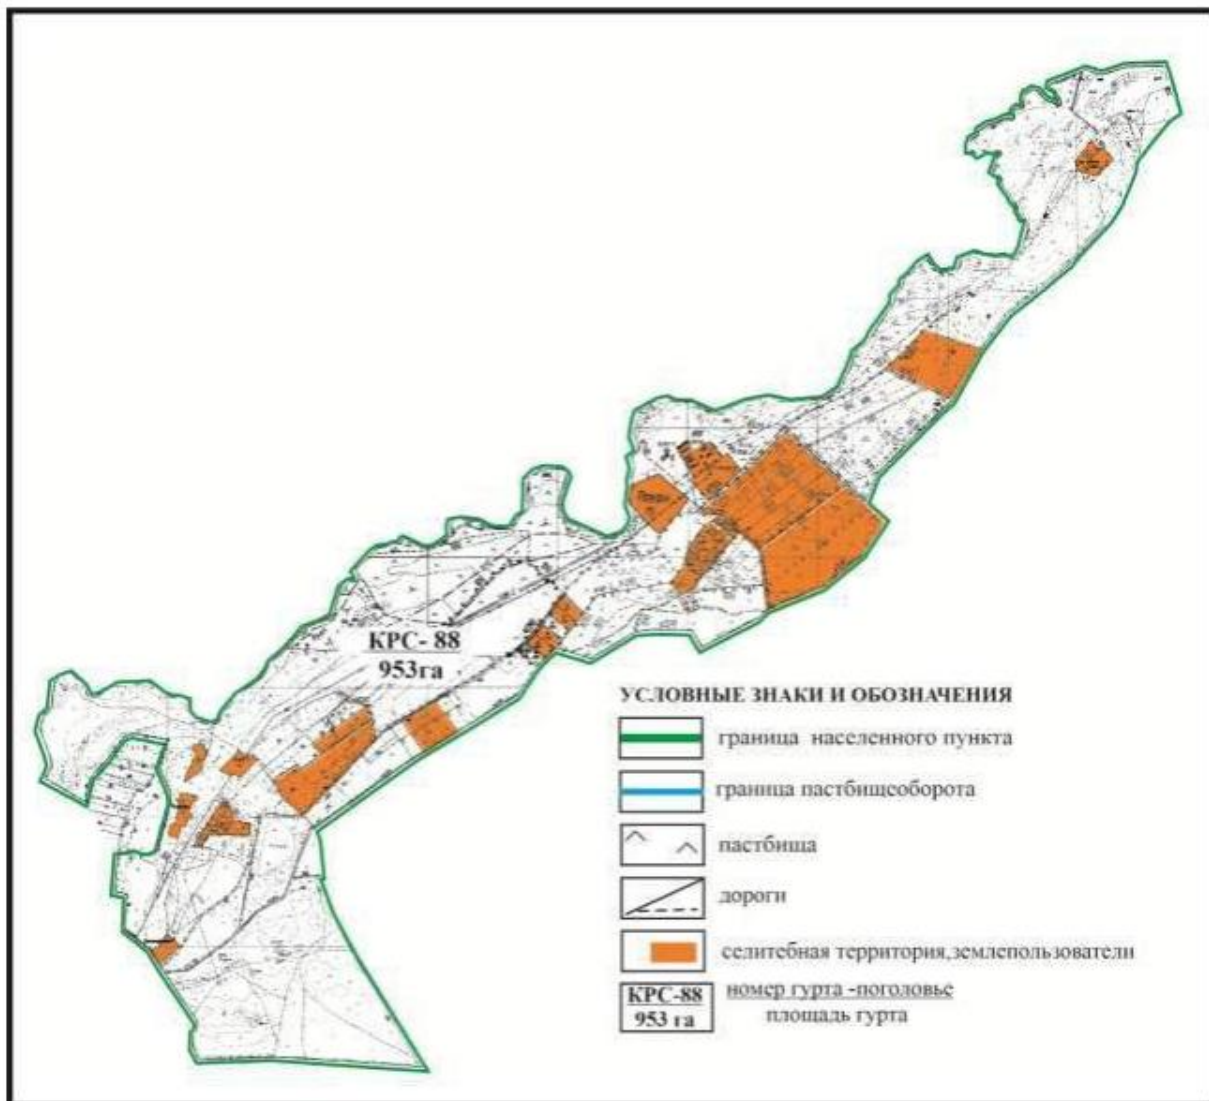 КРС- 88
953га
УСЛОВНЫЕ ЗНАКИ И ОБОЗНАЧЕНИЯ
граница населенного пункта
граница пастбищеоборота
пастбища
дороги
селитебная территория,землепользователи
КРС-88
953 га
номер гурта -поголовье
площадь гурта